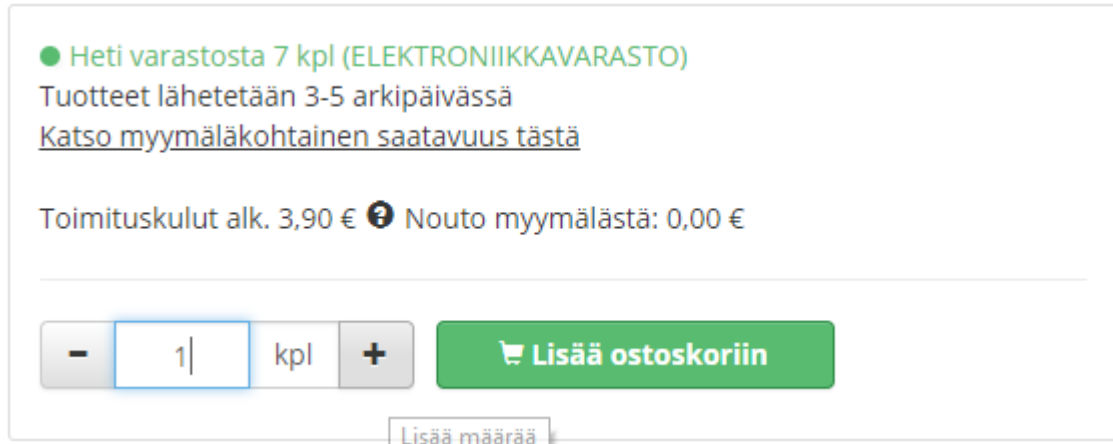 Heti varastosta 7 kpl (ELEKTRONIIKKAVARASTO)
Tuotteet lähetetään 3-5 arkipäivässä
Katso myymäläkohtainen saatavuus tästä
Toimituskulut alk. 3,90 € ? Nouto myymälästä: 0,00 €
- 1 kpl + Lisää ostoskoriin
Lisää määrää